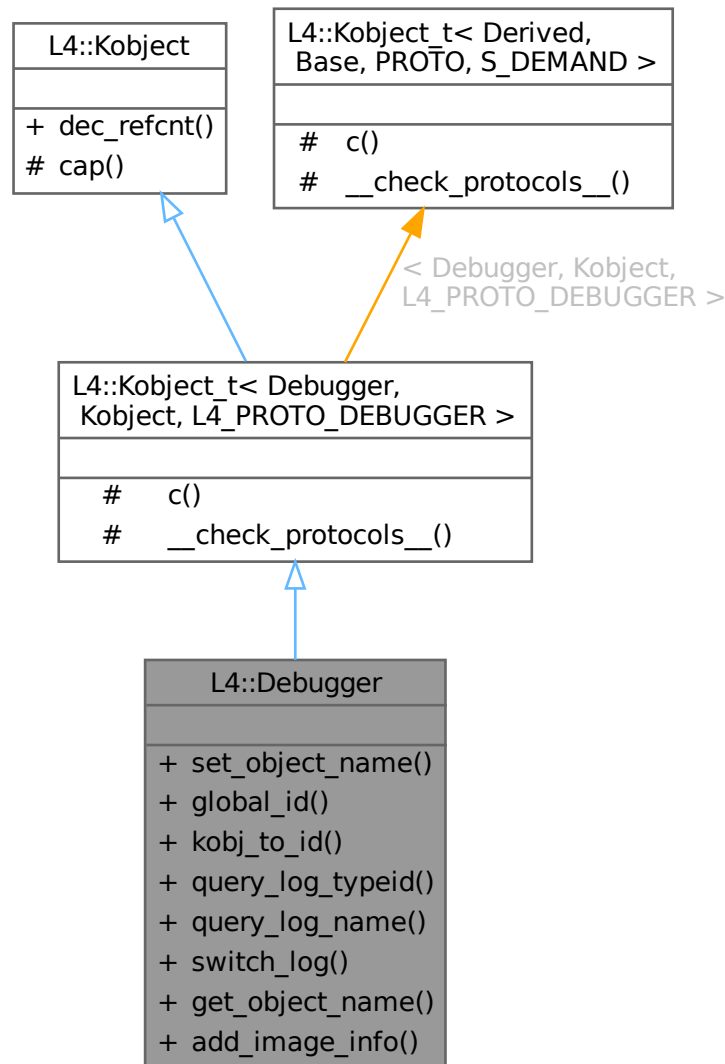 L4::Kobject
+ dec_refcnt()
# cap()
L4::Kobject_t< Derived,
Base, PROTO, S_DEMAND >
# c()
# __check_protocols__()
< Debugger, Kobject,
L4_PROTO_DEBUGGER >
L4::Kobject_t< Debugger,
Kobject, L4_PROTO_DEBUGGER >
# c()
# __check_protocols__()
L4::Debugger
+ set_object_name()
+ global_id()
+ kobj_to_id()
+ query_log_typeid()
+ query_log_name()
+ switch_log()
+ get_object_name()
+ add_image_info()